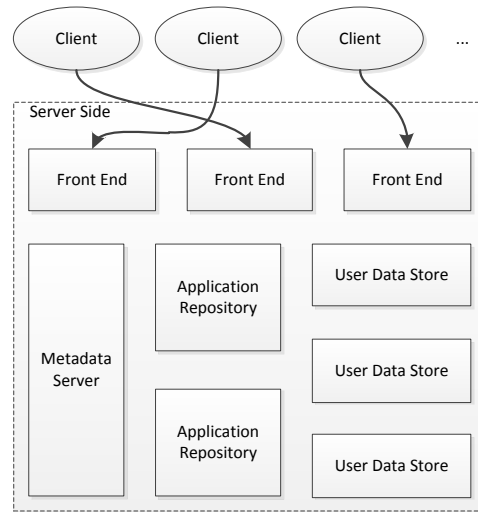 Client
Client
Client
...
Server Side
Front End
Front End
Front End
Metadata
Server
Application
Repository
Application
Repository
User Data Store
User Data Store
User Data Store